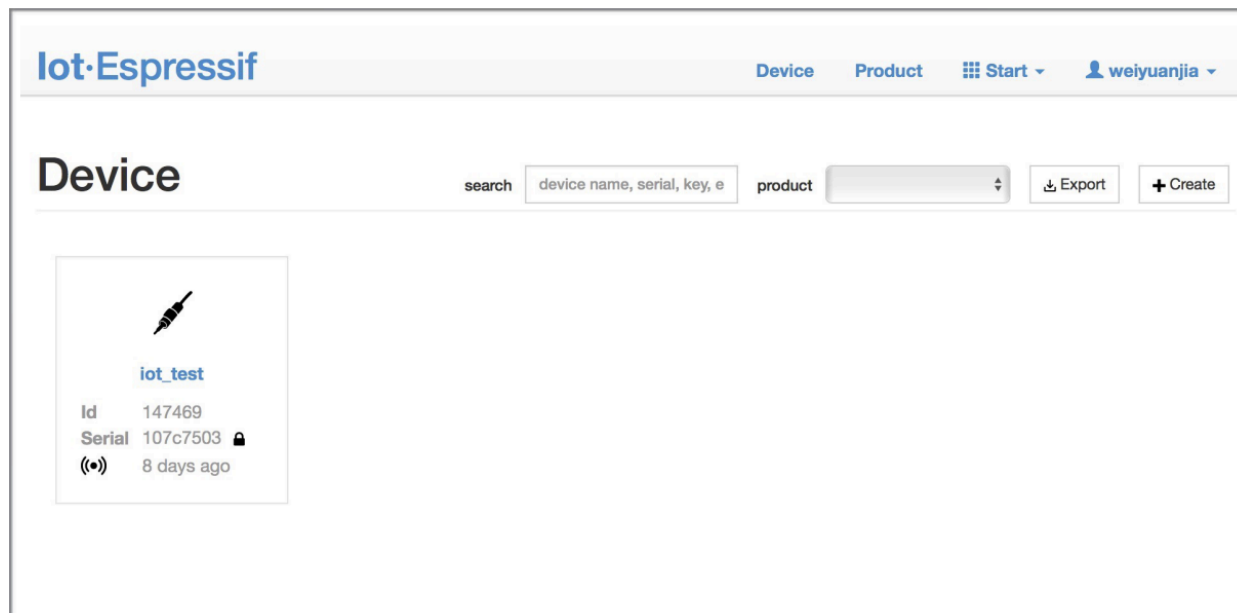 Iot·Espressif
Device Product Start weiyuanjia
Device
search device name, serial, key, e product Export Create
iot_test
Id 147469
Serial 107c7503
8 days ago